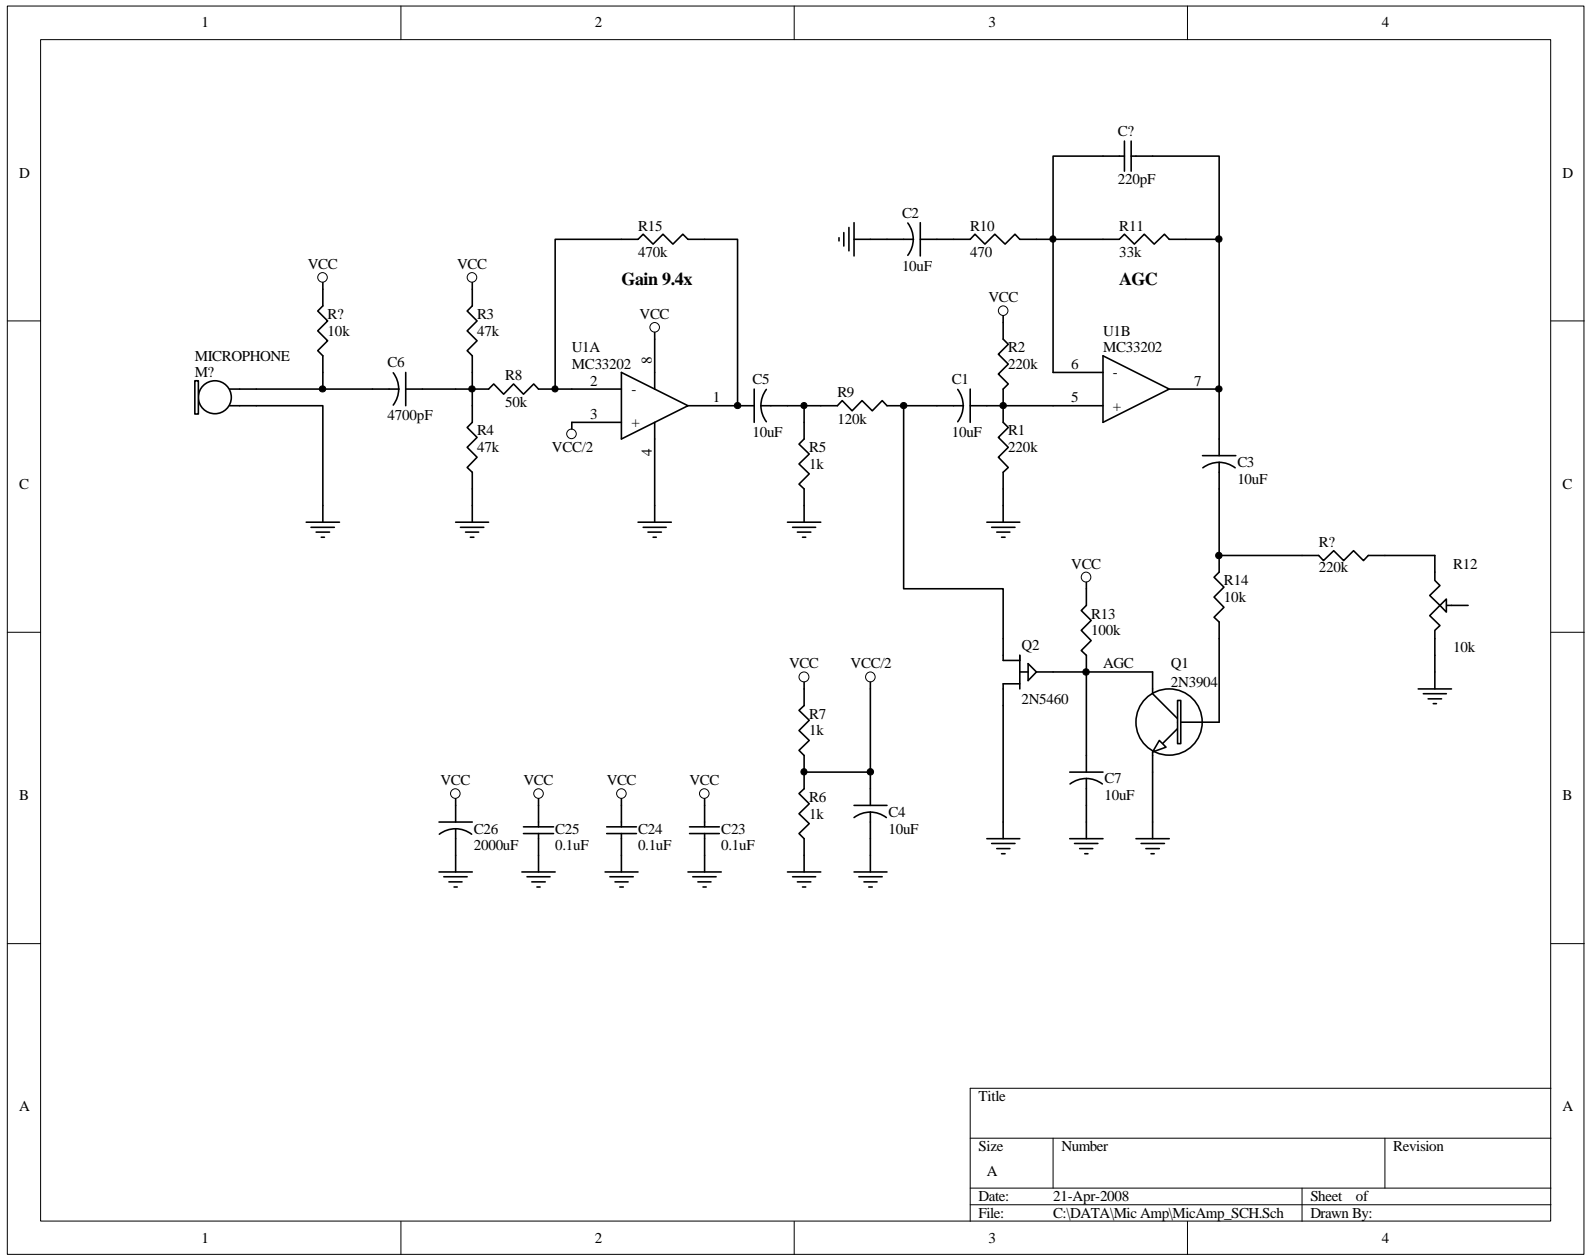 1 2 3 4
D D
C?
220pF
C2
10uF
R10
470
R11
33k
AGC
R15
470k
Gain 9.4x
VCC
R?
10k
VCC
R3
47k
VCC
8
VCC
R2
220k
MICROPHONE
M?
C6
4700pF
R8
50k
U1A
MC33202
2
-
3
+
1
4
VCC/2
R4
47k
C5
10uF
R5
1k
R9
120k
C1
10uF
R1
220k
U1B
MC33202
6
-
5
+
7
C3
10uF
C C
R?
220k
R12
10k
R14
10k
VCC
R13
100k
Q2
2N5460
AGC
Q1
2N3904
C7
10uF
VCC
R7
1k
VCC/2
R6
1k
C4
10uF
VCC
C26
2000uF
VCC
C25
0.1uF
VCC
C24
0.1uF
VCC
C23
0.1uF
B B
A A
Title
Size
A
Number
Revision
Date: 21-Apr-2008 Sheet of
File: C:\DATA\Mic Amp\MicAmp_SCH.Sch Drawn By:
1 2 3 4